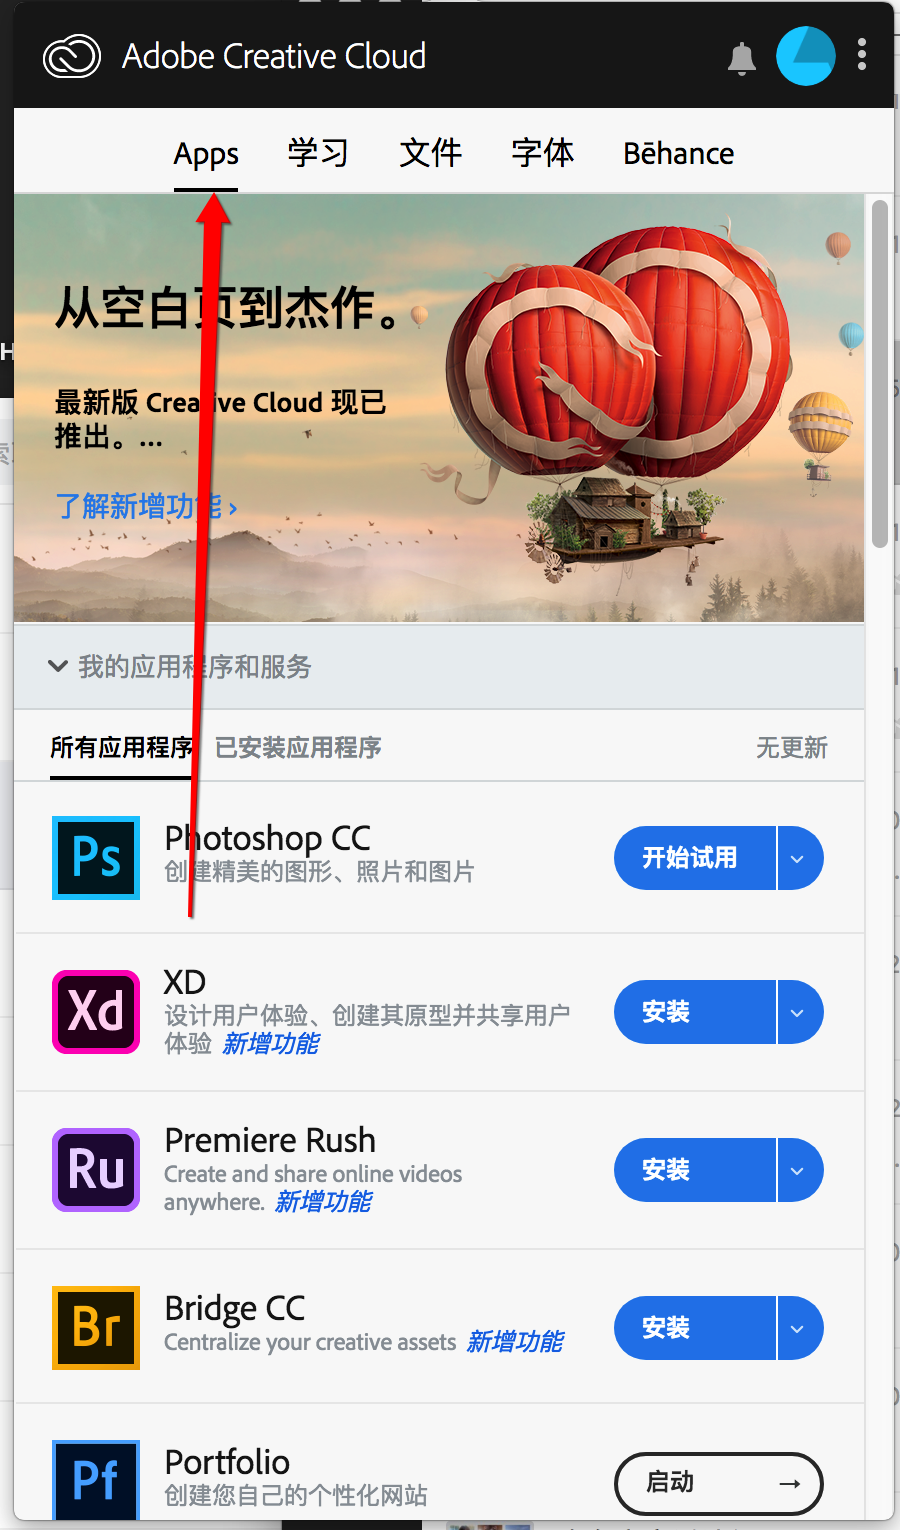 Adobe Creative Cloud
Apps 学习 文件 字体 Bēhance
从空白页到杰作。
最新版 Creative Cloud 现已
推出。...
了解新增功能 ›
我的应用程序和服务
所有应用程序 已安装应用程序 无更新
Ps
Photoshop CC
创建精美的图形、照片和图片
开始试用
Xd
XD
设计用户体验、创建其原型并共享用户
体验 新增功能
安装
Ru
Premiere Rush
Create and share online videos
anywhere. 新增功能
安装
Br
Bridge CC
Centralize your creative assets 新增功能
安装
Pf
Portfolio
创建您自己的个性化网站
启动 →